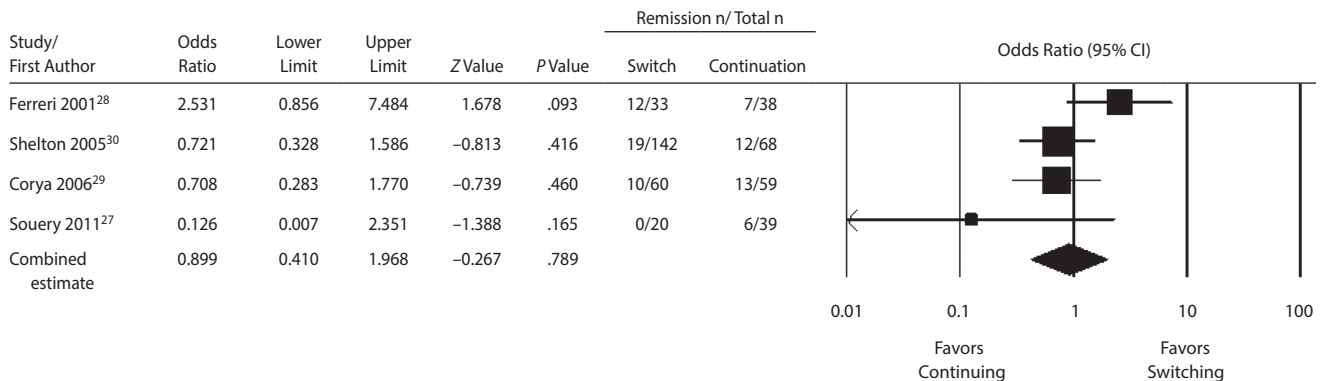 Remission n/ Total n
Study/ First Author Odds Ratio Lower Limit Upper Limit Z Value P Value Switch Continuation Odds Ratio (95% CI)
Ferreri 2001²⁸ 2.531 0.856 7.484 1.678 .093 12/33 7/38
Shelton 2005³⁰ 0.721 0.328 1.586 –0.813 .416 19/142 12/68
Corya 2006²⁹ 0.708 0.283 1.770 –0.739 .460 10/60 13/59
Souery 2011²⁷ 0.126 0.007 2.351 –1.388 .165 0/20 6/39
Combined estimate 0.899 0.410 1.968 –0.267 .789
0.01 0.1 1 10 100
Favors Continuing Favors Switching